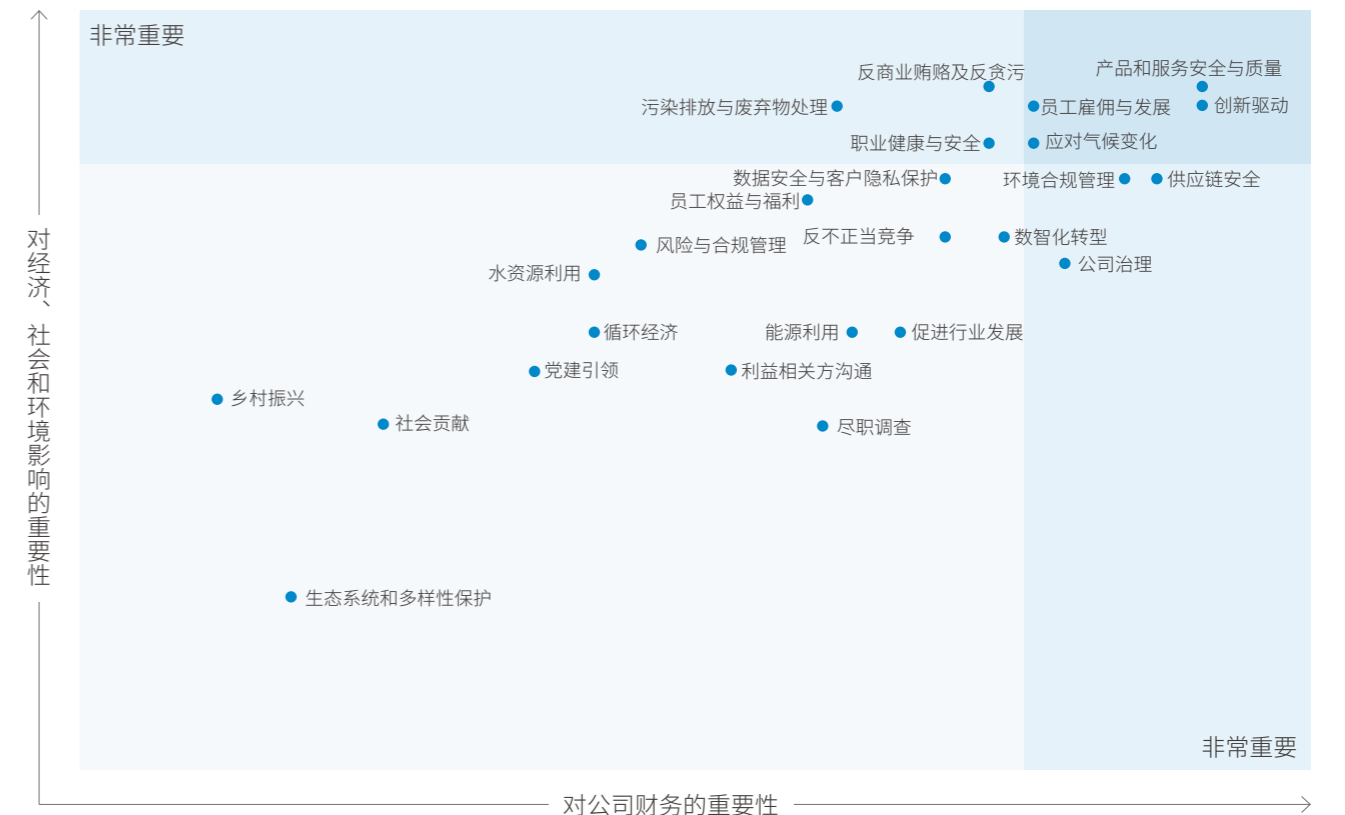 非常重要
产品和服务安全与质量
反商业贿赂及反贪污
污染排放与废弃物处理
员工雇佣与发展
创新驱动
职业健康与安全
应对气候变化
数据安全与客户隐私保护
环境合规管理
供应链安全
员工权益与福利
风险与合规管理
反不正当竞争
数智化转型
公司治理
水资源利用
循环经济
能源利用
促进行业发展
党建引领
利益相关方沟通
乡村振兴
社会贡献
尽职调查
生态系统和多样性保护
非常重要
对经济、社会和环境影响的重要性
对公司财务的重要性